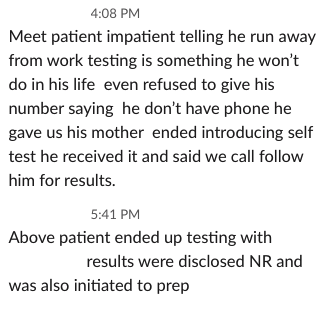 4:08 PM
Meet patient impatient telling he run away
from work testing is something he won't
do in his life  even refused to give his
number saying  he don't have phone he
gave us his mother  ended introducing self
test he received it and said we call follow
him for results.
5:41 PM
Above patient ended up testing with
results were disclosed NR and
was also initiated to prep